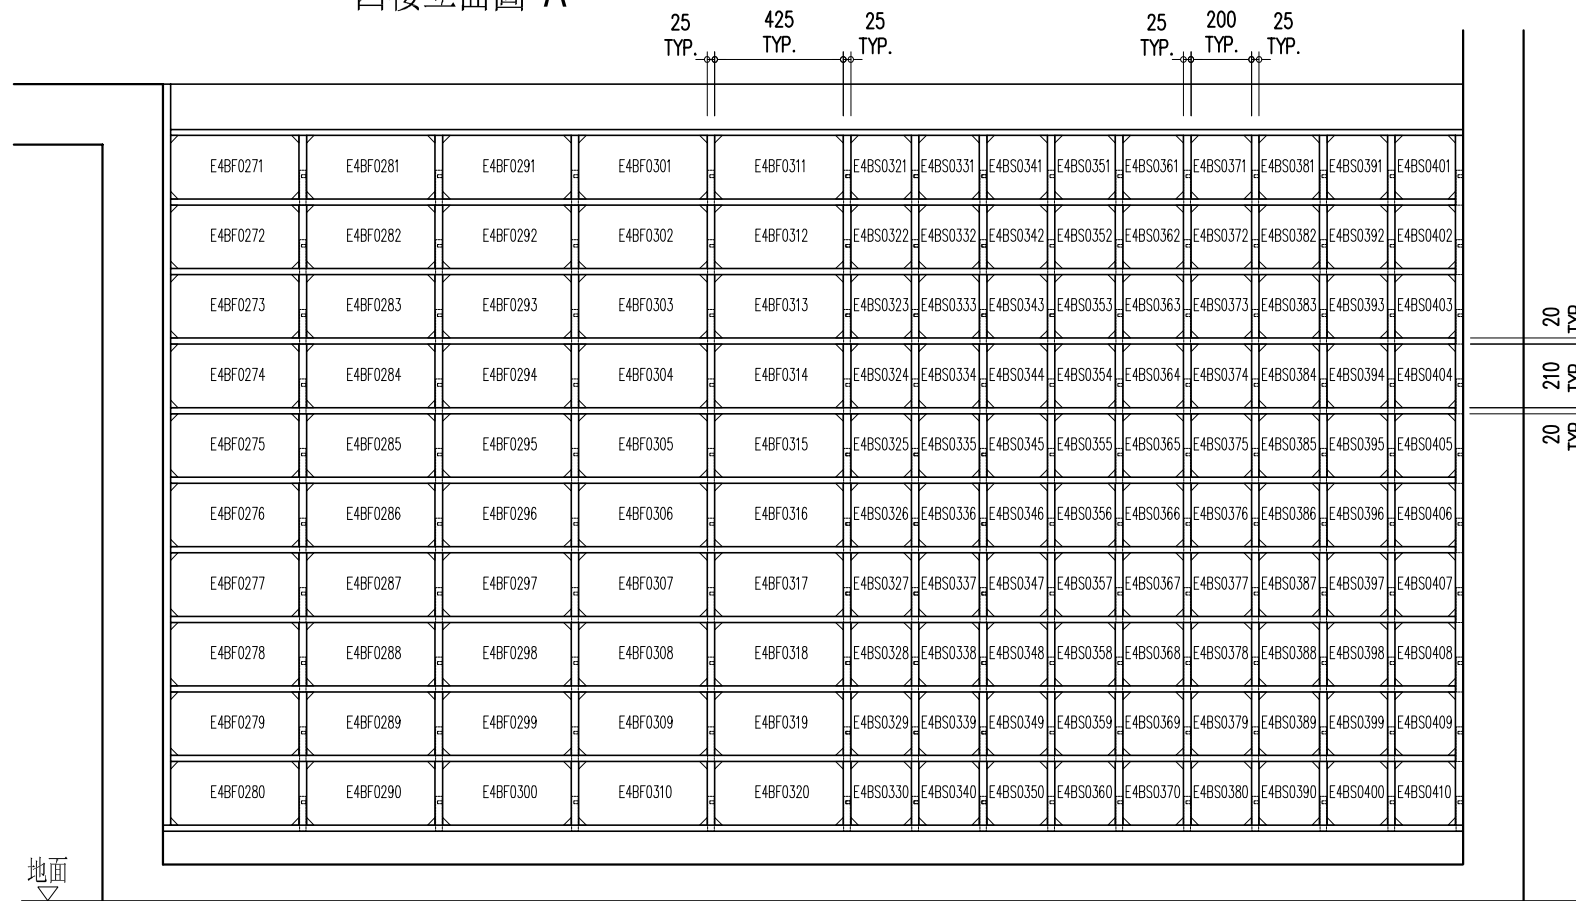 25 425 25 25 200 25
TYP. TYP. TYP. TYP. TYP. TYP.
E4BF0271 E4BF0281 E4BF0291 E4BF0301 E4BF0311 E4BS0321 E4BS0331 E4BS0341 E4BS0351 E4BS0361 E4BS0371 E4BS0381 E4BS0391 E4BS0401
E4BF0272 E4BF0282 E4BF0292 E4BF0302 E4BF0312 E4BS0322 E4BS0332 E4BS0342 E4BS0352 E4BS0362 E4BS0372 E4BS0382 E4BS0392 E4BS0402
E4BF0273 E4BF0283 E4BF0293 E4BF0303 E4BF0313 E4BS0323 E4BS0333 E4BS0343 E4BS0353 E4BS0363 E4BS0373 E4BS0383 E4BS0393 E4BS0403
20
TYP.
E4BF0274 E4BF0284 E4BF0294 E4BF0304 E4BF0314 E4BS0324 E4BS0334 E4BS0344 E4BS0354 E4BS0364 E4BS0374 E4BS0384 E4BS0394 E4BS0404
210
TYP.
E4BF0275 E4BF0285 E4BF0295 E4BF0305 E4BF0315 E4BS0325 E4BS0335 E4BS0345 E4BS0355 E4BS0365 E4BS0375 E4BS0385 E4BS0395 E4BS0405
20
TYP.
E4BF0276 E4BF0286 E4BF0296 E4BF0306 E4BF0316 E4BS0326 E4BS0336 E4BS0346 E4BS0356 E4BS0366 E4BS0376 E4BS0386 E4BS0396 E4BS0406
E4BF0277 E4BF0287 E4BF0297 E4BF0307 E4BF0317 E4BS0327 E4BS0337 E4BS0347 E4BS0357 E4BS0367 E4BS0377 E4BS0387 E4BS0397 E4BS0407
E4BF0278 E4BF0288 E4BF0298 E4BF0308 E4BF0318 E4BS0328 E4BS0338 E4BS0348 E4BS0358 E4BS0368 E4BS0378 E4BS0388 E4BS0398 E4BS0408
E4BF0279 E4BF0289 E4BF0299 E4BF0309 E4BF0319 E4BS0329 E4BS0339 E4BS0349 E4BS0359 E4BS0369 E4BS0379 E4BS0389 E4BS0399 E4BS0409
E4BF0280 E4BF0290 E4BF0300 E4BF0310 E4BF0320 E4BS0330 E4BS0340 E4BS0350 E4BS0360 E4BS0370 E4BS0380 E4BS0390 E4BS0400 E4BS0410
地面